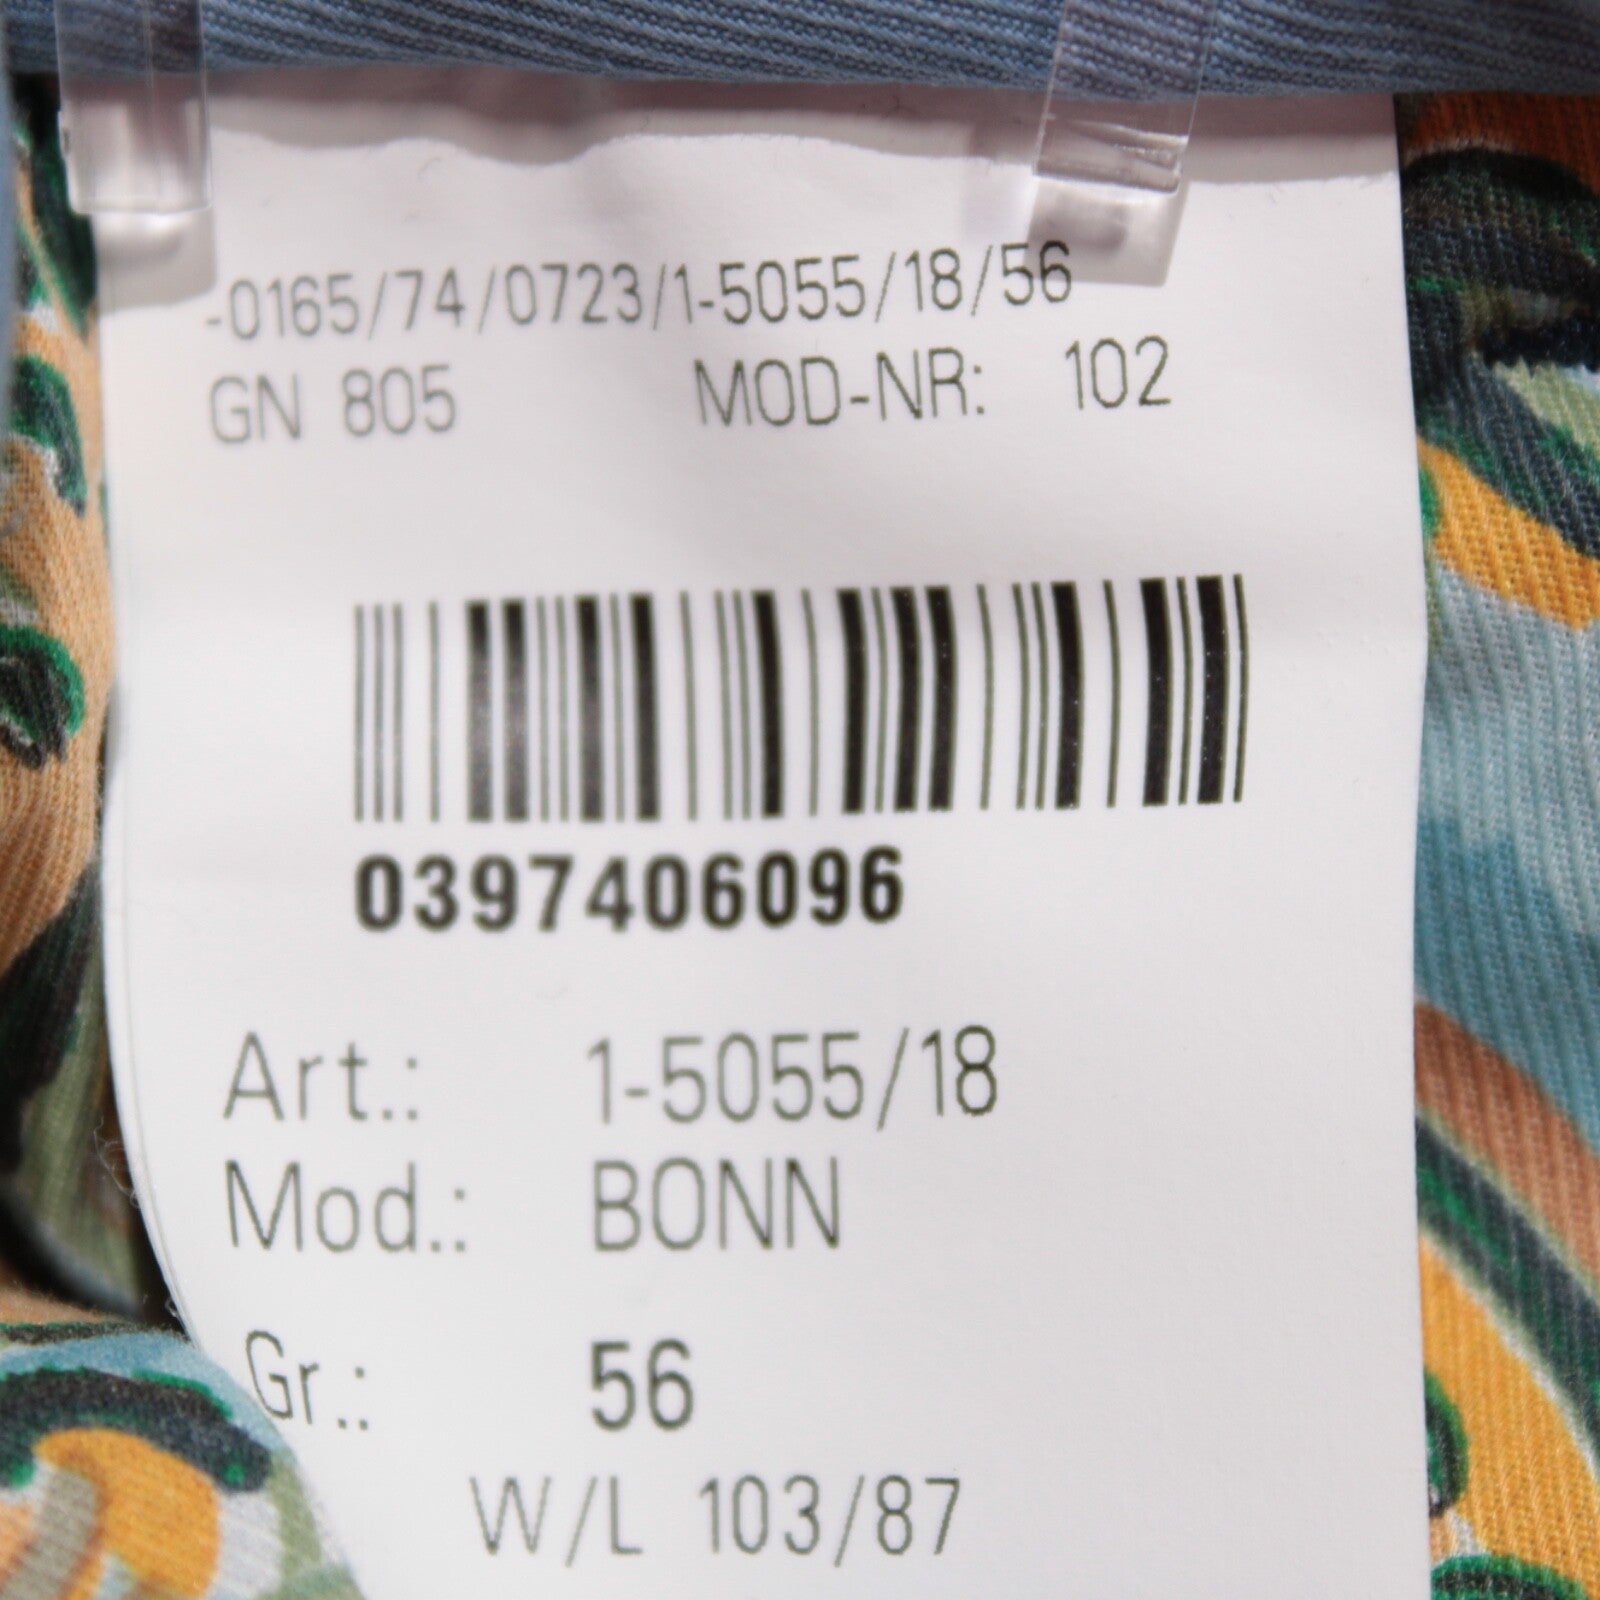 -0165/74/0723/1-5055/18/56
GN 805 MOD-NR: 102
0397406096
Art.: 1-5055/18
Mod.: BONN
Gr.: 56
W/L 103/87